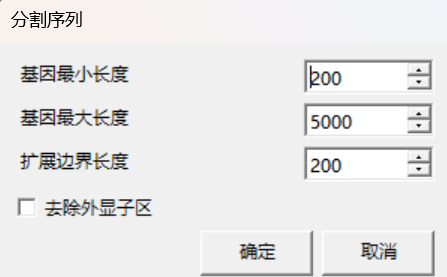 分割序列
基因最小长度 200
基因最大长度 5000
扩展边界长度 200
去除外显子区
确定 取消